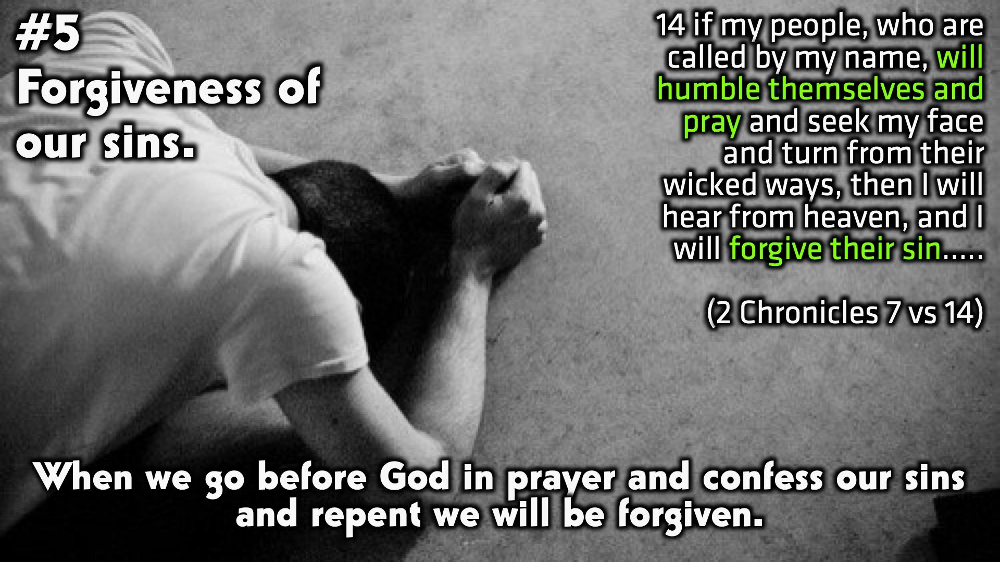 #5
Forgiveness of
our sins.
14 if my people, who are
called by my name, will
humble themselves and
pray and seek my face
and turn from their
wicked ways, then I will
hear from heaven, and I
will forgive their sin.....
(2 Chronicles 7 vs 14)
When we go before God in prayer and confess our sins
and repent we will be forgiven.